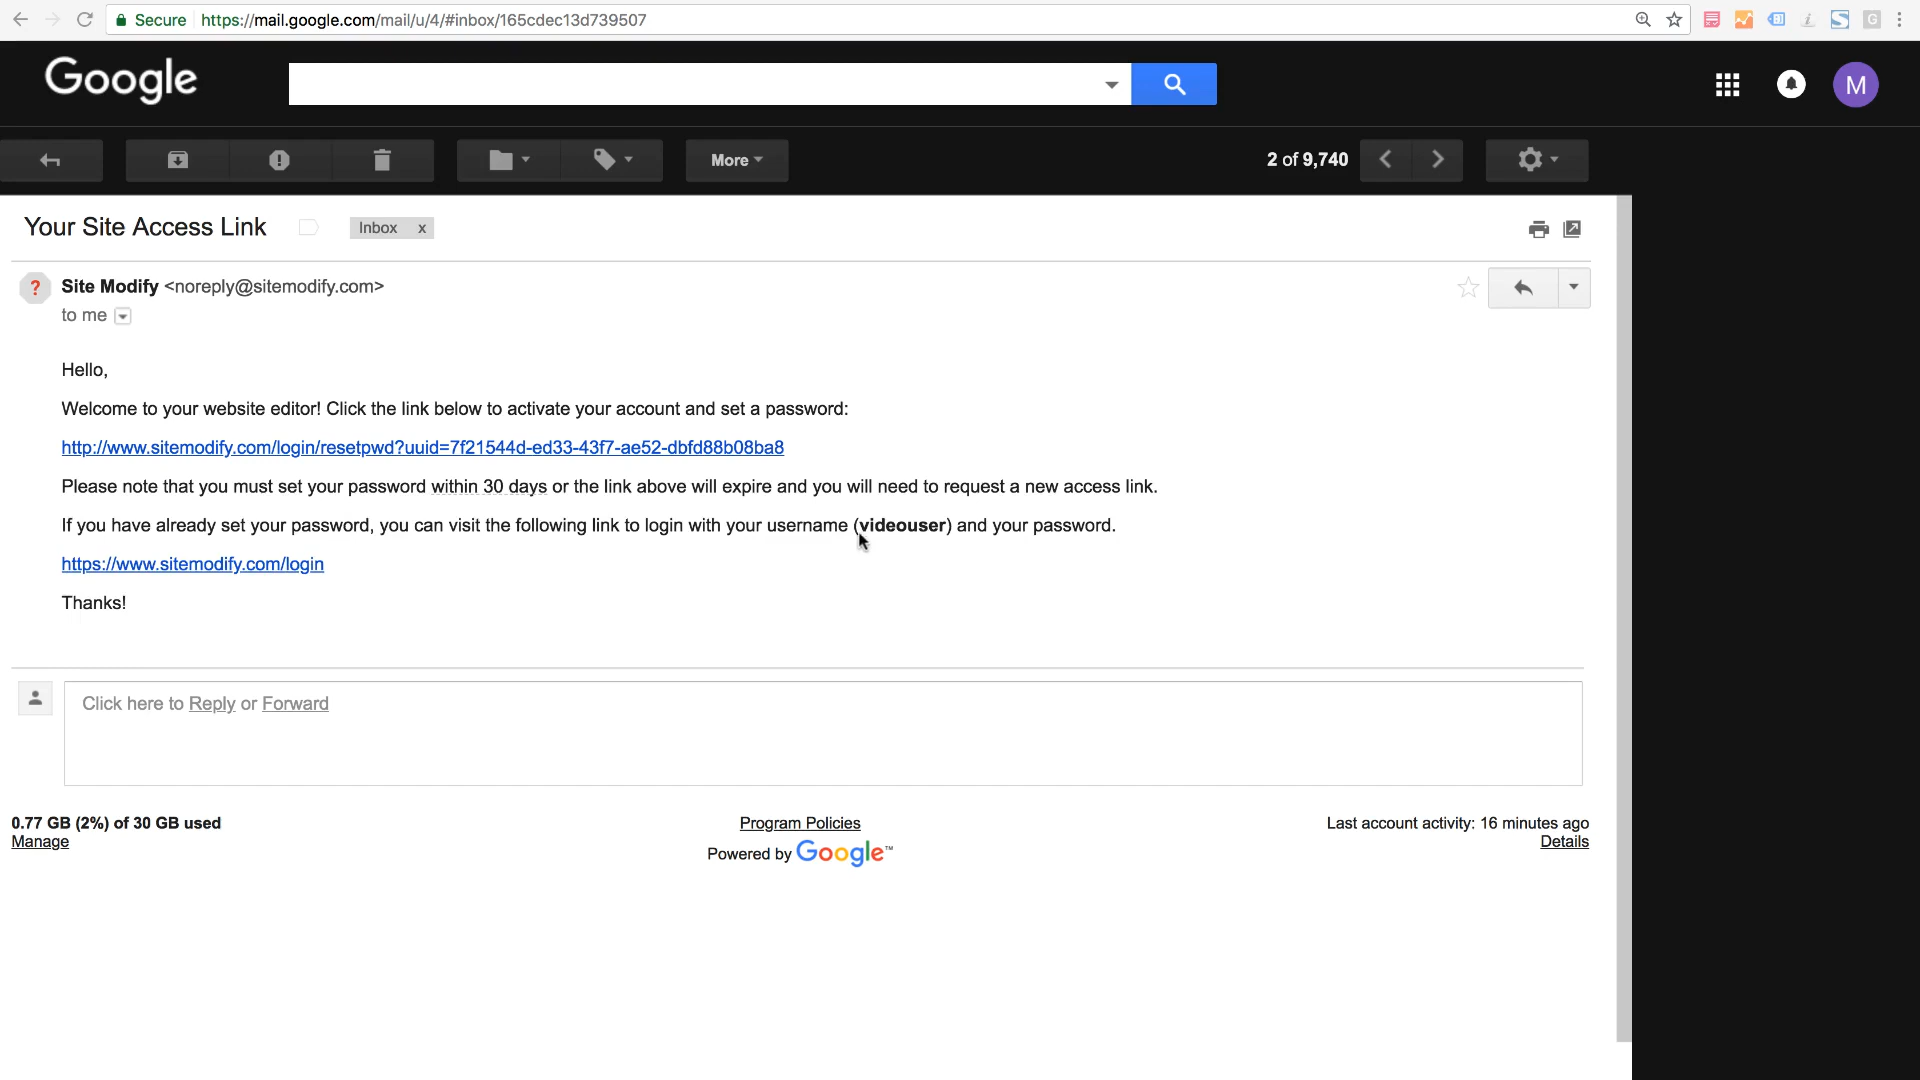 Secure https://mail.google.com/mail/u/4/#inbox/165cdec13d739507
Google
M
More
2 of 9,740
Your Site Access Link
Inbox x
Site Modify <noreply@sitemodify.com>
to me
Hello,
Welcome to your website editor! Click the link below to activate your account and set a password:
http://www.sitemodify.com/login/resetpwd?uuid=7f21544d-ed33-43f7-ae52-dbfd88b08ba8
Please note that you must set your password within 30 days or the link above will expire and you will need to request a new access link.
If you have already set your password, you can visit the following link to login with your username (videouser) and your password.
https://www.sitemodify.com/login
Thanks!
Click here to Reply or Forward
0.77 GB (2%) of 30 GB used
Manage
Program Policies
Powered by Google™
Last account activity: 16 minutes ago
Details